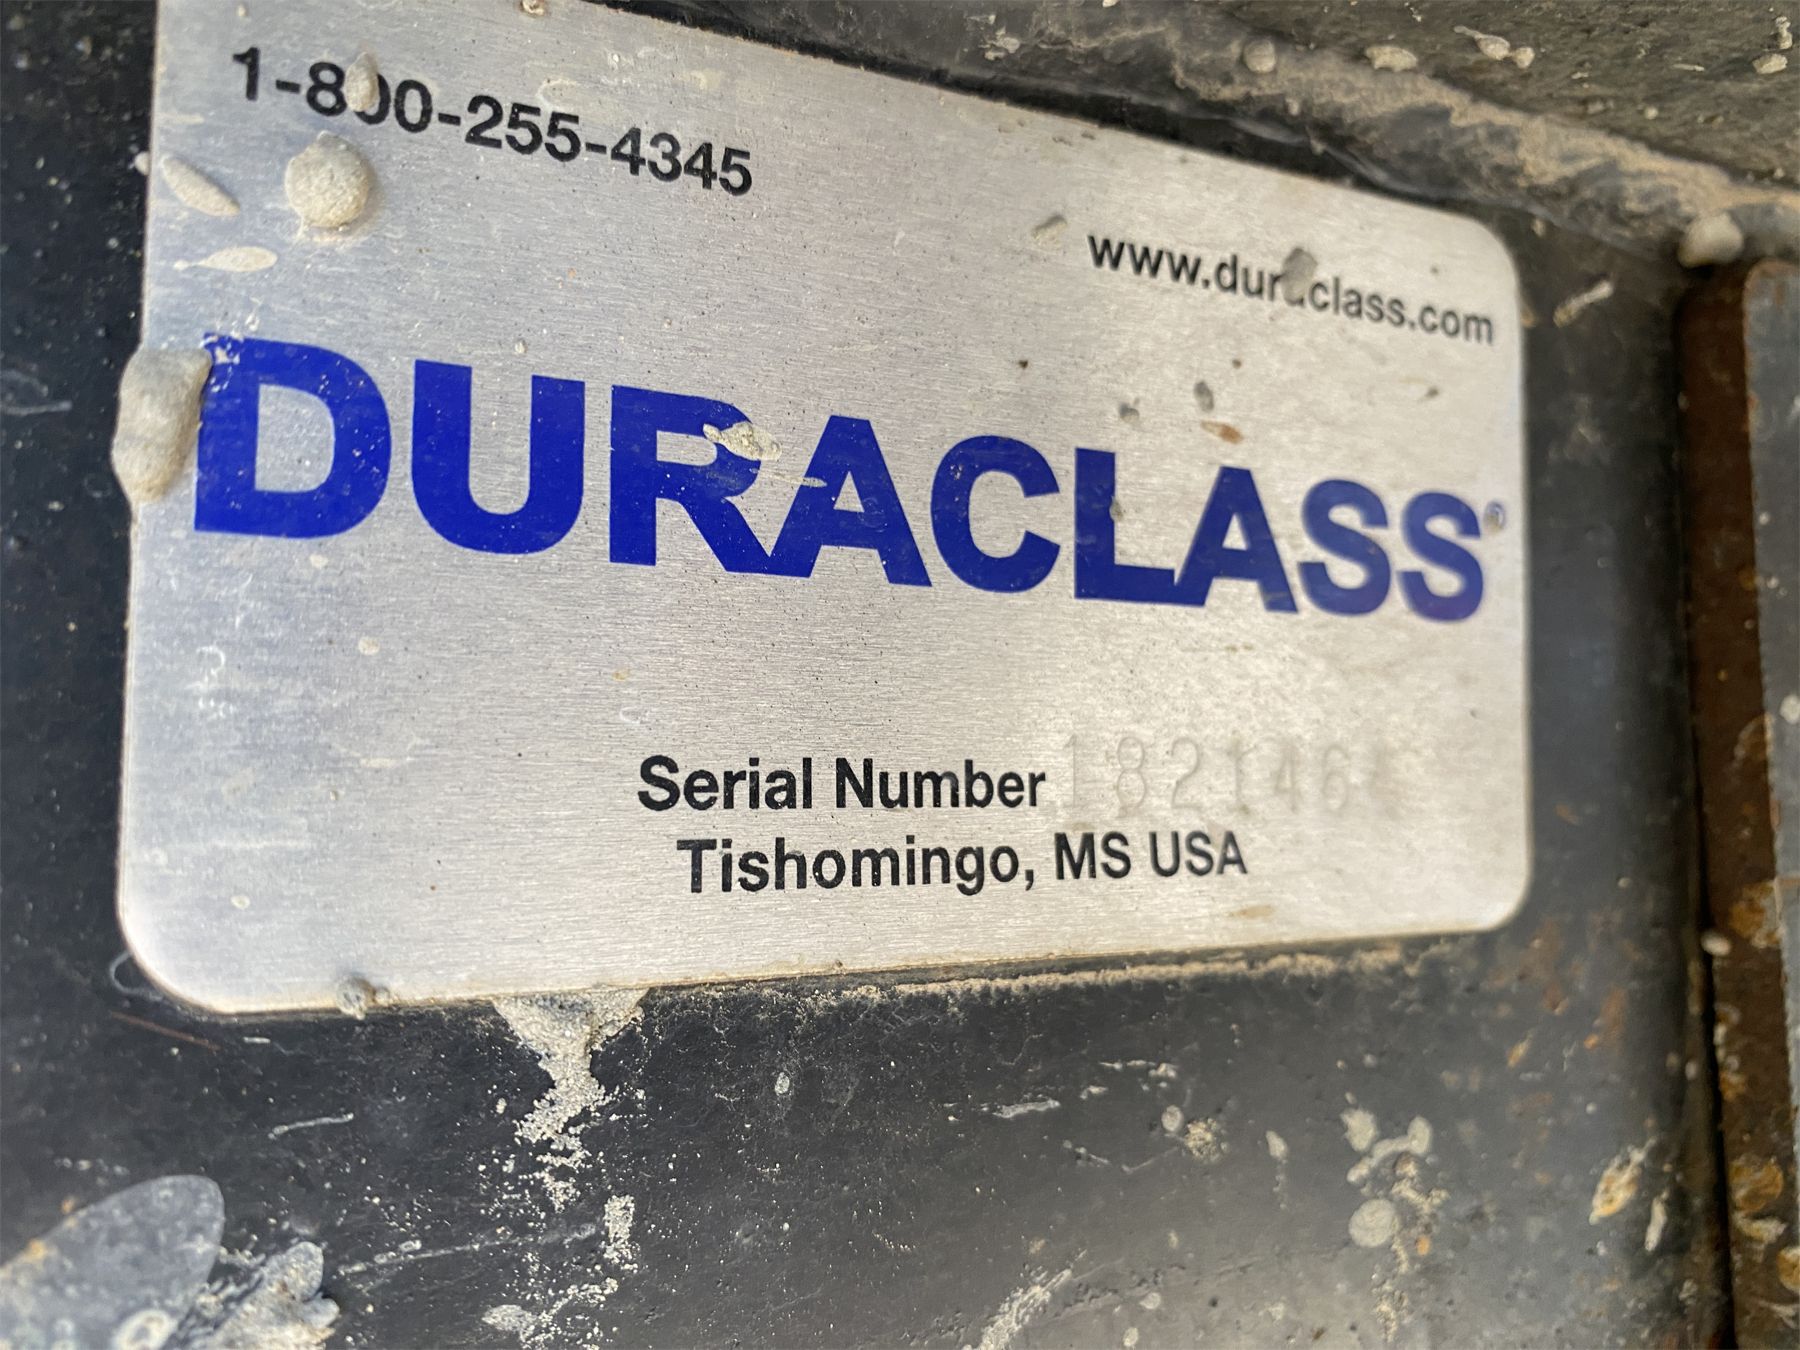 1-800-255-4345
www.duraclass.com
DURACLASS®
Serial Number
Tishomingo, MS USA